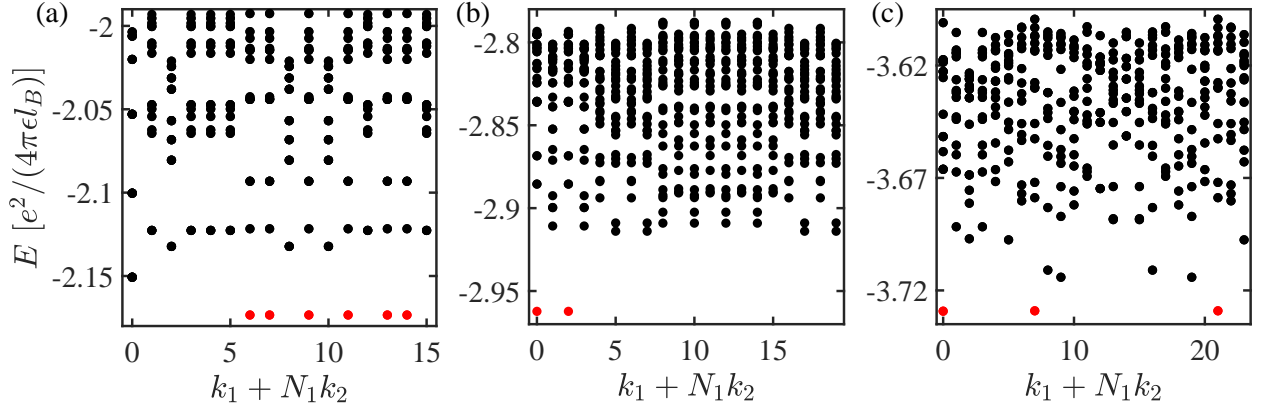 (a)
(b)
(c)
E [e²/(4πϵl_B)]
-2
-2.05
-2.1
-2.15
0
5
10
15
k₁ + N₁k₂
-2.8
-2.85
-2.9
-2.95
0
10
k₁ + N₁k₂
-3.62
-3.67
-3.72
0
10
20
k₁ + N₁k₂